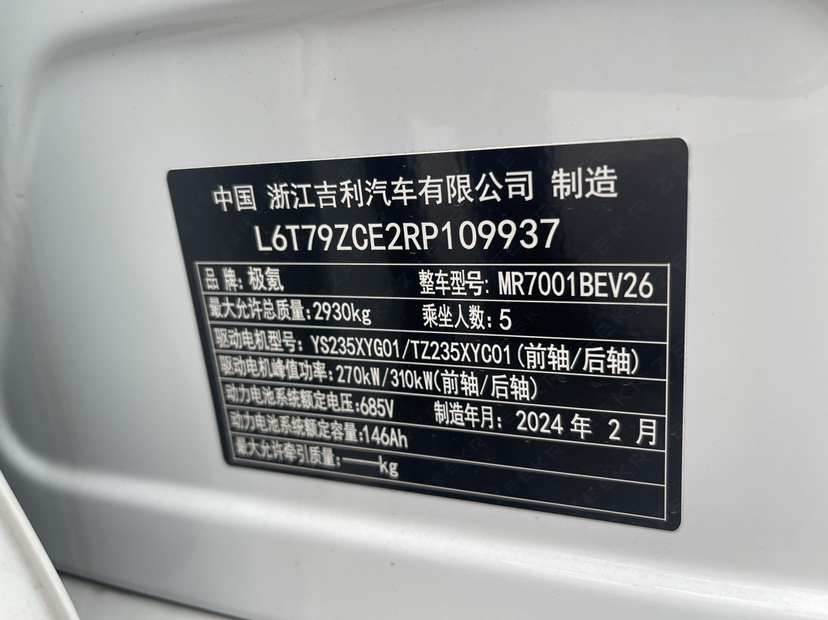 中国 浙江吉利汽车有限公司 制造
L6T79ZCE2RP109937
品牌:极氪 整车型号:MR7001BEV26
最大允许总质量:2930kg 乘坐人数:5
驱动电机型号:YS235XYG01/TZ235XYC01(前轴/后轴)
驱动电机峰值功率:270kW/310kW(前轴/后轴)
动力电池系统额定电压:685V 制造年月:2024年 2 月
动力电池系统额定容量:146Ah
最大允许牵引质量:——kg